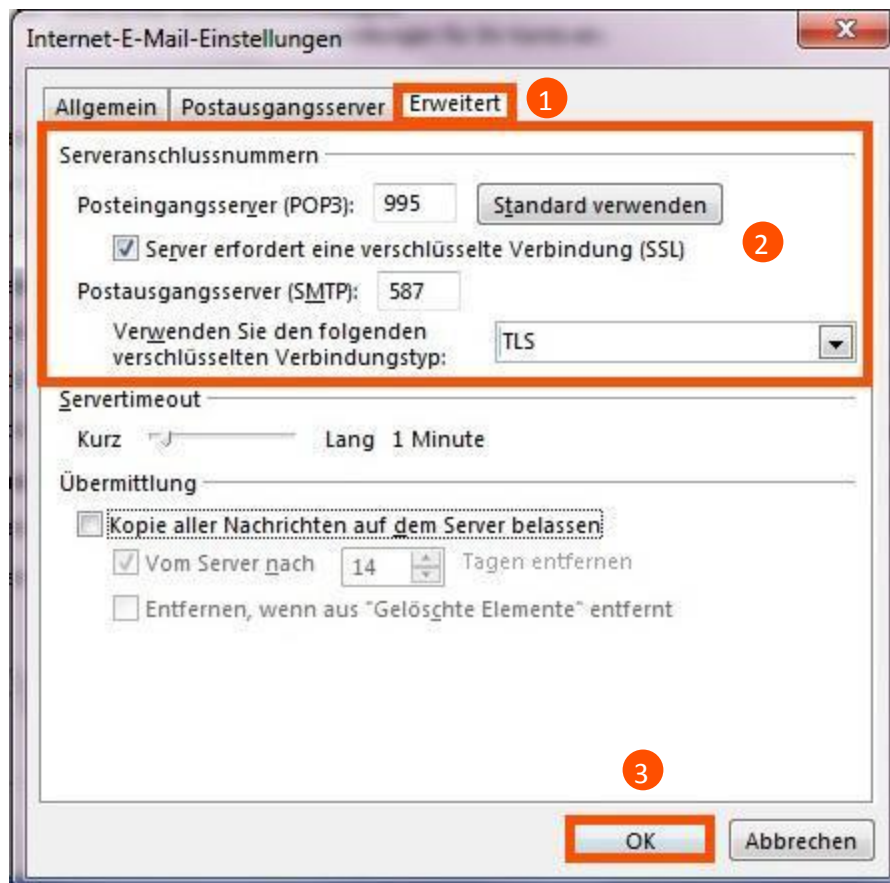 Internet-E-Mail-Einstellungen
Allgemein Postausgangsserver Erweitert 1
Serveranschlussnummern
Posteingangsserver (POP3): 995 Standard verwenden
Server erfordert eine verschlüsselte Verbindung (SSL) 2
Postausgangsserver (SMTP): 587
Verwenden Sie den folgenden
verschlüsselten Verbindungstyp: TLS
Servertimeout
Kurz Lang 1 Minute
Übermittlung
Kopie aller Nachrichten auf dem Server belassen
Vom Server nach 14 Tagen entfernen
Entfernen, wenn aus "Gelöschte Elemente" entfernt
3
OK Abbrechen